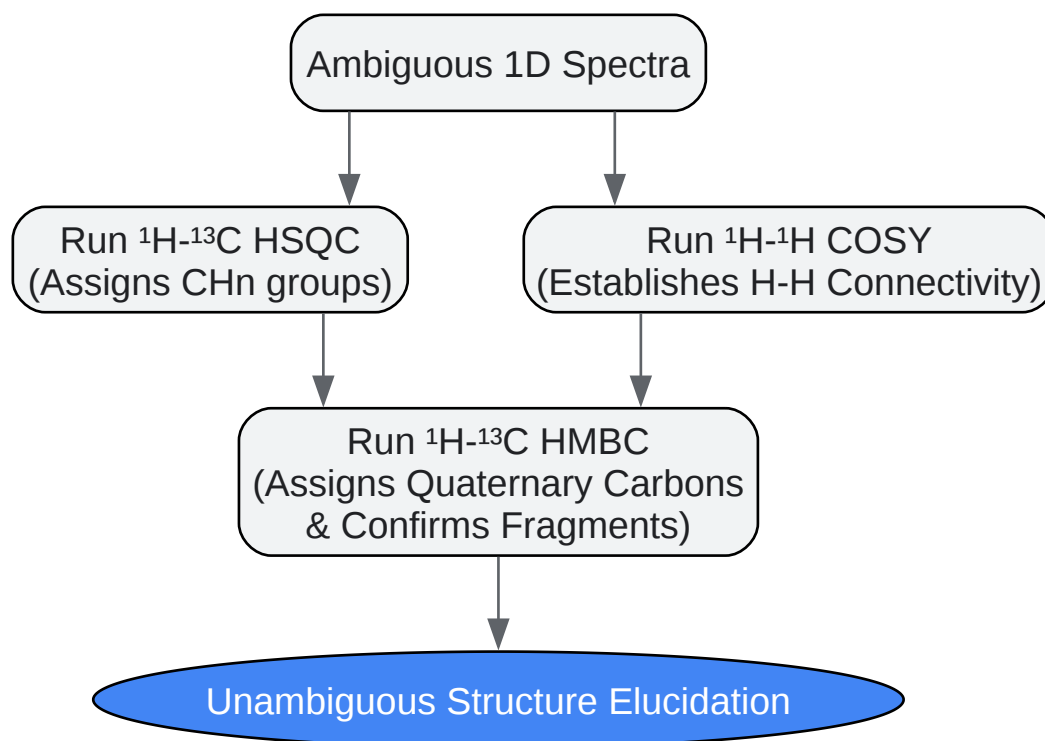 Ambiguous 1D Spectra
Run ¹H-¹³C HSQC
(Assigns CHn groups)
Run ¹H-¹H COSY
(Establishes H-H Connectivity)
Run ¹H-¹³C HMBC
(Assigns Quaternary Carbons
& Confirms Fragments)
Unambiguous Structure Elucidation